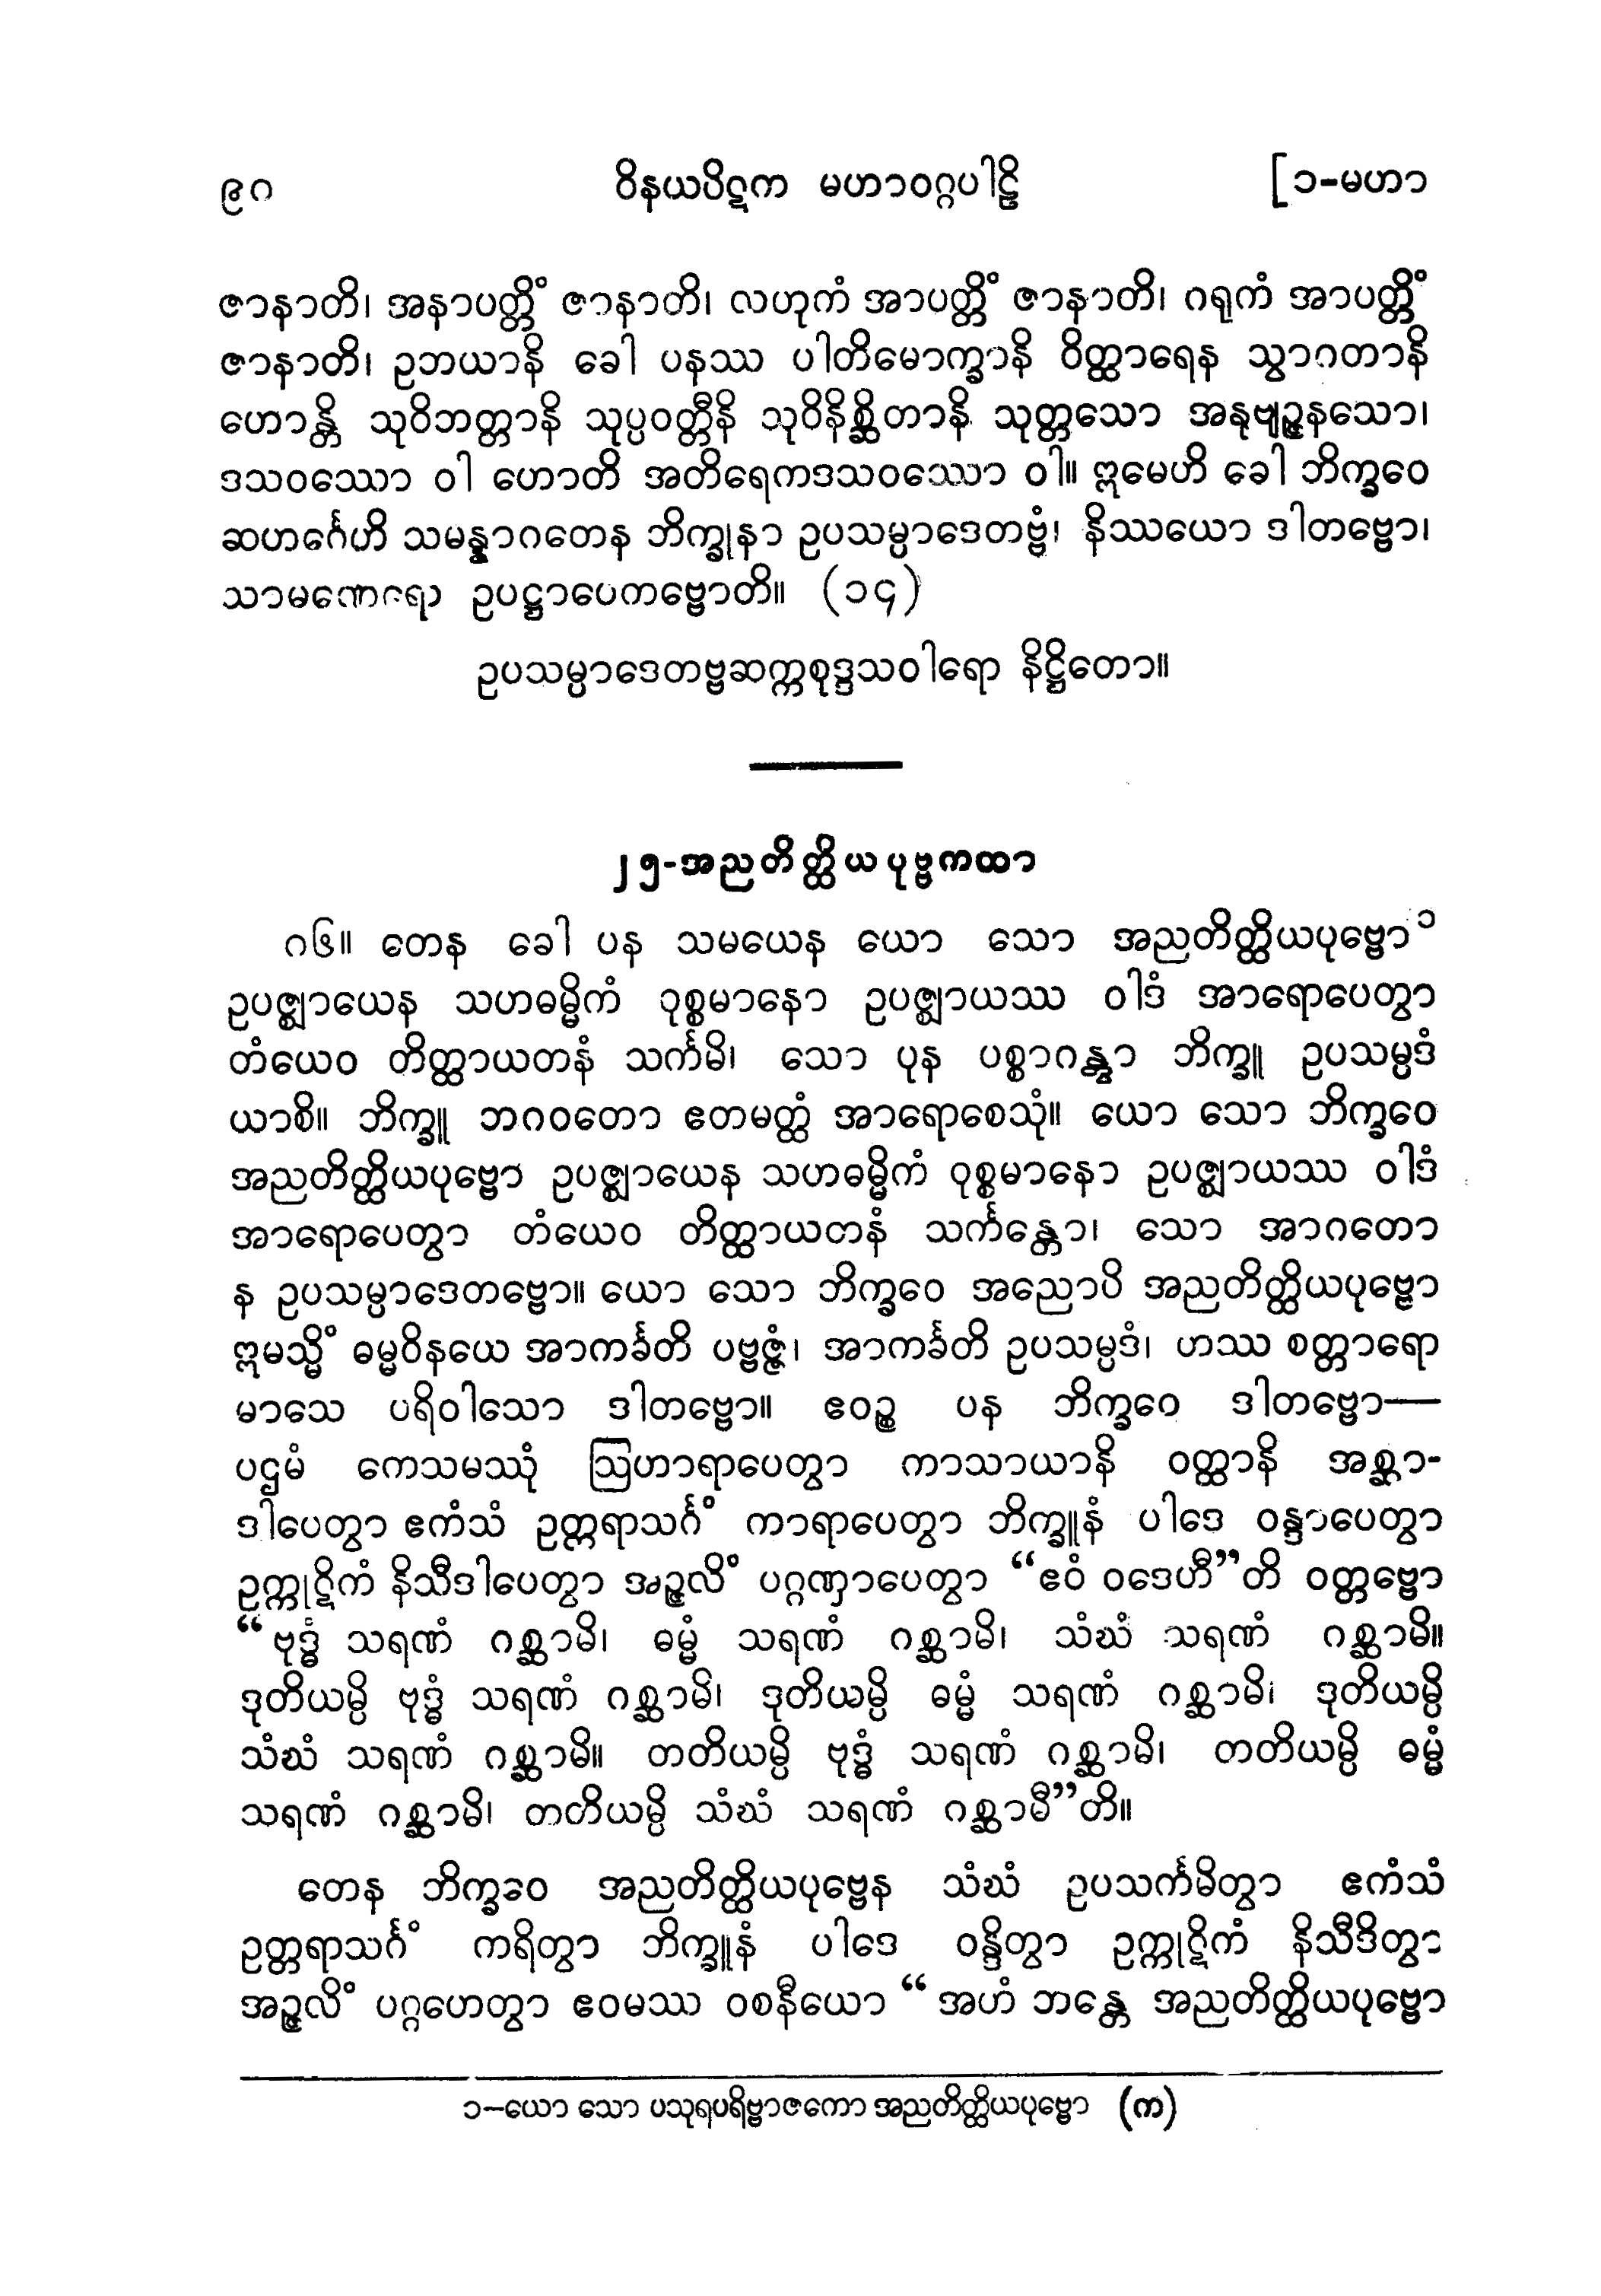 ၉ဂ ဝိနယပိဋက မဟာဝဂ္ဂပါဠိ [၁-မဟာ
ဇာနာတိ၊ အနာပတ္တိံ ဇာနာတိ၊ လဟုကံ အာပတ္တိံ ဇာနာတိ၊ ဂရုကံ အာပတ္တိံ
ဇာနာတိ၊ ဥဘယာနိ ခေါ ပနဿ ပါတိမောက္ခာနိ ဝိတ္ထာရေန သွာဂတာနိ
ဟောန္တိ သုဝိဘတ္တာနိ သုပ္ပဝတ္တီနိ သုဝိနိစ္ဆိတာနိ သုတ္တသော အနုဗျဉ္ဇနသော၊
ဒသဝဿော ဝါ ဟောတိ အတိရေကဒသဝဿော ဝါ။ ဣမေဟိ ခေါ ဘိက္ခဝေ
ဆဟင်္ဂေဟိ သမန္နာဂတေန ဘိက္ခုနာ ဥပသမ္ပာဒေတဗ္ဗံ၊ နိဿယော ဒါတဗ္ဗော၊
သာမဏေရော ဥပဋ္ဌာပေကဗ္ဗောတိ။ (၁၄)
ဥပသမ္ပာဒေတဗ္ဗဆက္ကစုဒ္ဒသဝါရော နိဋ္ဌိတော။
၂၅-အညတိတ္ထိယပုဗ္ဗကထာ
ဂ၆။ တေန ခေါ ပန သမယေန ယော သော အညတိတ္ထိယပုဗ္ဗော၁
ဥပဇ္ဈာယေန သဟဓမ္မိကံ ဝုစ္စမာနော ဥပဇ္ဈာယဿ ဝါဒံ အာရောပေတွာ
တံယေဝ တိတ္ထာယတနံ သင်္ကမိ၊ သော ပုန ပစ္စာဂန္တွာ ဘိက္ခူ ဥပသမ္ပဒံ
ယာစိ။ ဘိက္ခူ ဘဂဝတော ဧတမတ္ထံ အာရောစေသုံ။ ယော သော ဘိက္ခဝေ
အညတိတ္ထိယပုဗ္ဗော ဥပဇ္ဈာယေန သဟဓမ္မိကံ ဝုစ္စမာနော ဥပဇ္ဈာယဿ ဝါဒံ
အာရောပေတွာ တံယေဝ တိတ္ထာယတနံ သင်္ကန္တော၊ သော အာဂတော
န ဥပသမ္ပာဒေတဗ္ဗော။ ယော သော ဘိက္ခဝေ အညောပိ အညတိတ္ထိယပုဗ္ဗော
ဣမသ္မိံ ဓမ္မဝိနယေ အာကင်္ခတိ ပဗ္ဗဇ္ဇံ၊ အာကင်္ခတိ ဥပသမ္ပဒံ၊ ဟဿ စတ္တာရော
မာသေ ပရိဝါသော ဒါတဗ္ဗော။ ဧဝဉ္စ ပန ဘိက္ခဝေ ဒါတဗ္ဗော—
ပဌမံ ကေသမဿုံ ဩဟာရာပေတွာ ကာသာယာနိ ဝတ္ထာနိ အစ္ဆာ-
ဒါပေတွာ ဧကံသံ ဥတ္တရာသင်္ဂံ ကာရာပေတွာ ဘိက္ခူနံ ပါဒေ ဝန္ဒာပေတွာ
ဥက္ကုဋိကံ နိသီဒါပေတွာ အဉ္ဇလိံ ပဂ္ဂဏှာပေတွာ “ဧဝံ ဝဒေဟီ”တိ ဝတ္တဗ္ဗော
“ဗုဒ္ဓံ သရဏံ ဂစ္ဆာမိ၊ ဓမ္မံ သရဏံ ဂစ္ဆာမိ၊ သံဃံ သရဏံ ဂစ္ဆာမိ။
ဒုတိယမ္ပိ ဗုဒ္ဓံ သရဏံ ဂစ္ဆာမိ၊ ဒုတိယမ္ပိ ဓမ္မံ သရဏံ ဂစ္ဆာမိ၊ ဒုတိယမ္ပိ
သံဃံ သရဏံ ဂစ္ဆာမိ။ တတိယမ္ပိ ဗုဒ္ဓံ သရဏံ ဂစ္ဆာမိ၊ တတိယမ္ပိ ဓမ္မံ
သရဏံ ဂစ္ဆာမိ၊ တတိယမ္ပိ သံဃံ သရဏံ ဂစ္ဆာမီ”တိ။
တေန ဘိက္ခဝေ အညတိတ္ထိယပုဗ္ဗေန သံဃံ ဥပသင်္ကမိတွာ ဧကံသံ
ဥတ္တရာသင်္ဂံ ကရိတွာ ဘိက္ခူနံ ပါဒေ ဝန္ဒိတွာ ဥက္ကုဋိကံ နိသီဒိတွာ
အဉ္ဇလိံ ပဂ္ဂဟေတွာ ဧဝမဿ ဝစနီယော “အဟံ ဘန္တေ အညတိတ္ထိယပုဗ္ဗော
၁-ယော သော ပသုရပရိဗ္ဗာဇကော အညတိတ္ထိယပုဗ္ဗော (က)